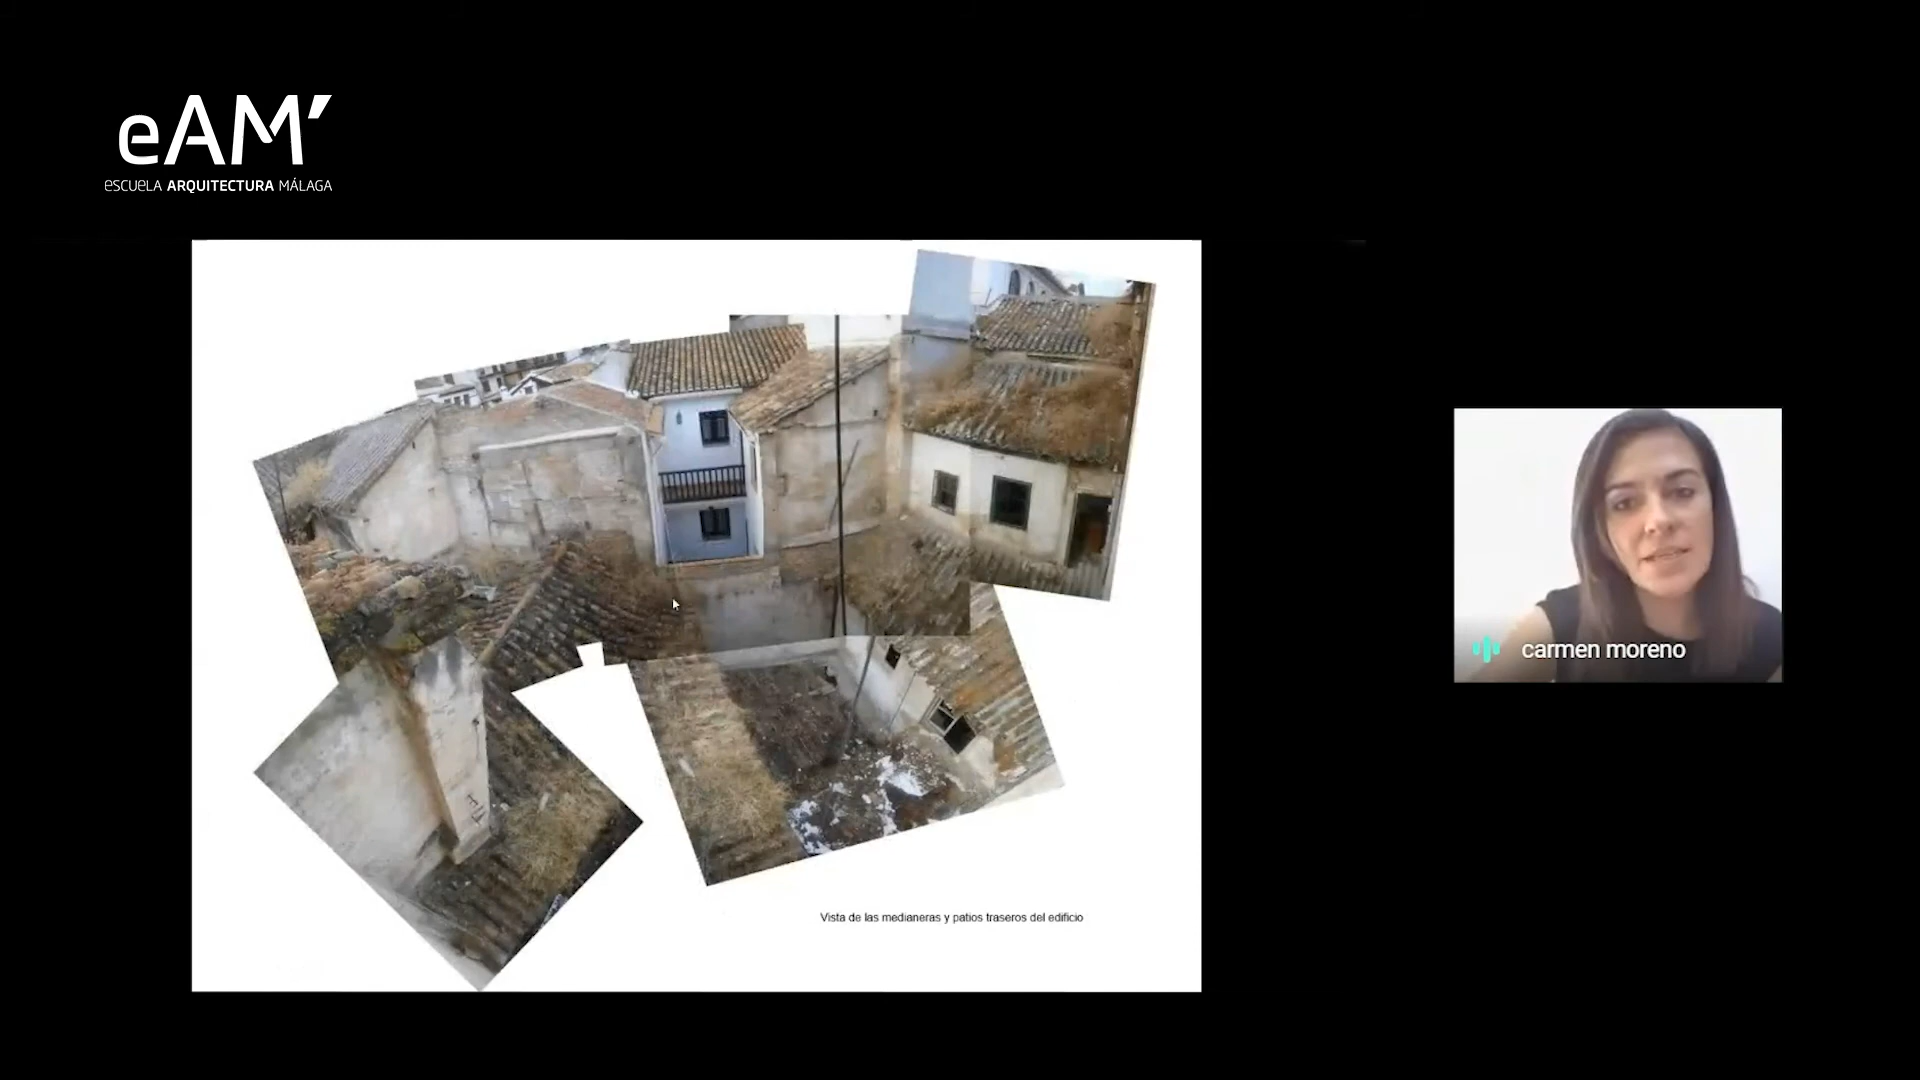 eAM'
escuela ARQUITECTURA MÁLAGA
carmen moreno
Vista de las medianeras y patios traseros del edificio